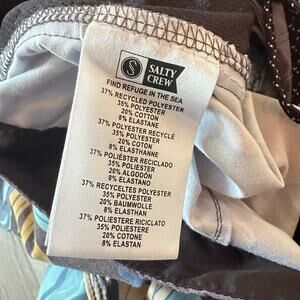 S
SALTY
CREW
FIND REFUGE IN THE SEA
37% RECYCLED POLYESTER
35% POLYESTER
20% COTTON
8% ELASTANE
37% POLYESTER RECYCLÉ
35% POLYESTER
20% COTON
8% ELASTHANNE
37% POLIÉSTER RECICLADO
35% POLIESTER
20% ALGODÓN
8% ELASTANO
37% RECYCELTES POLYESTER
35% POLYESTER
20% BAUMWOLLE
8% ELASTHAN
37% POLIESTERE RICICLATO
35% POLIESTERE
20% COTONE
8% ELASTAN